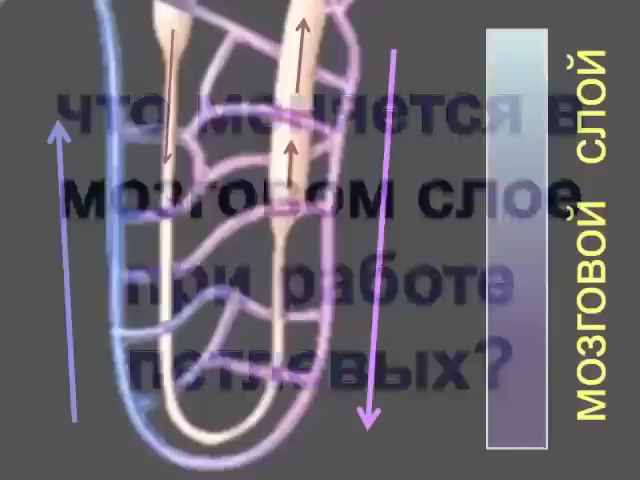 что меняется в
мозговом слое
при работе
петлевых?
МОЗГОВОЙ СЛОЙ